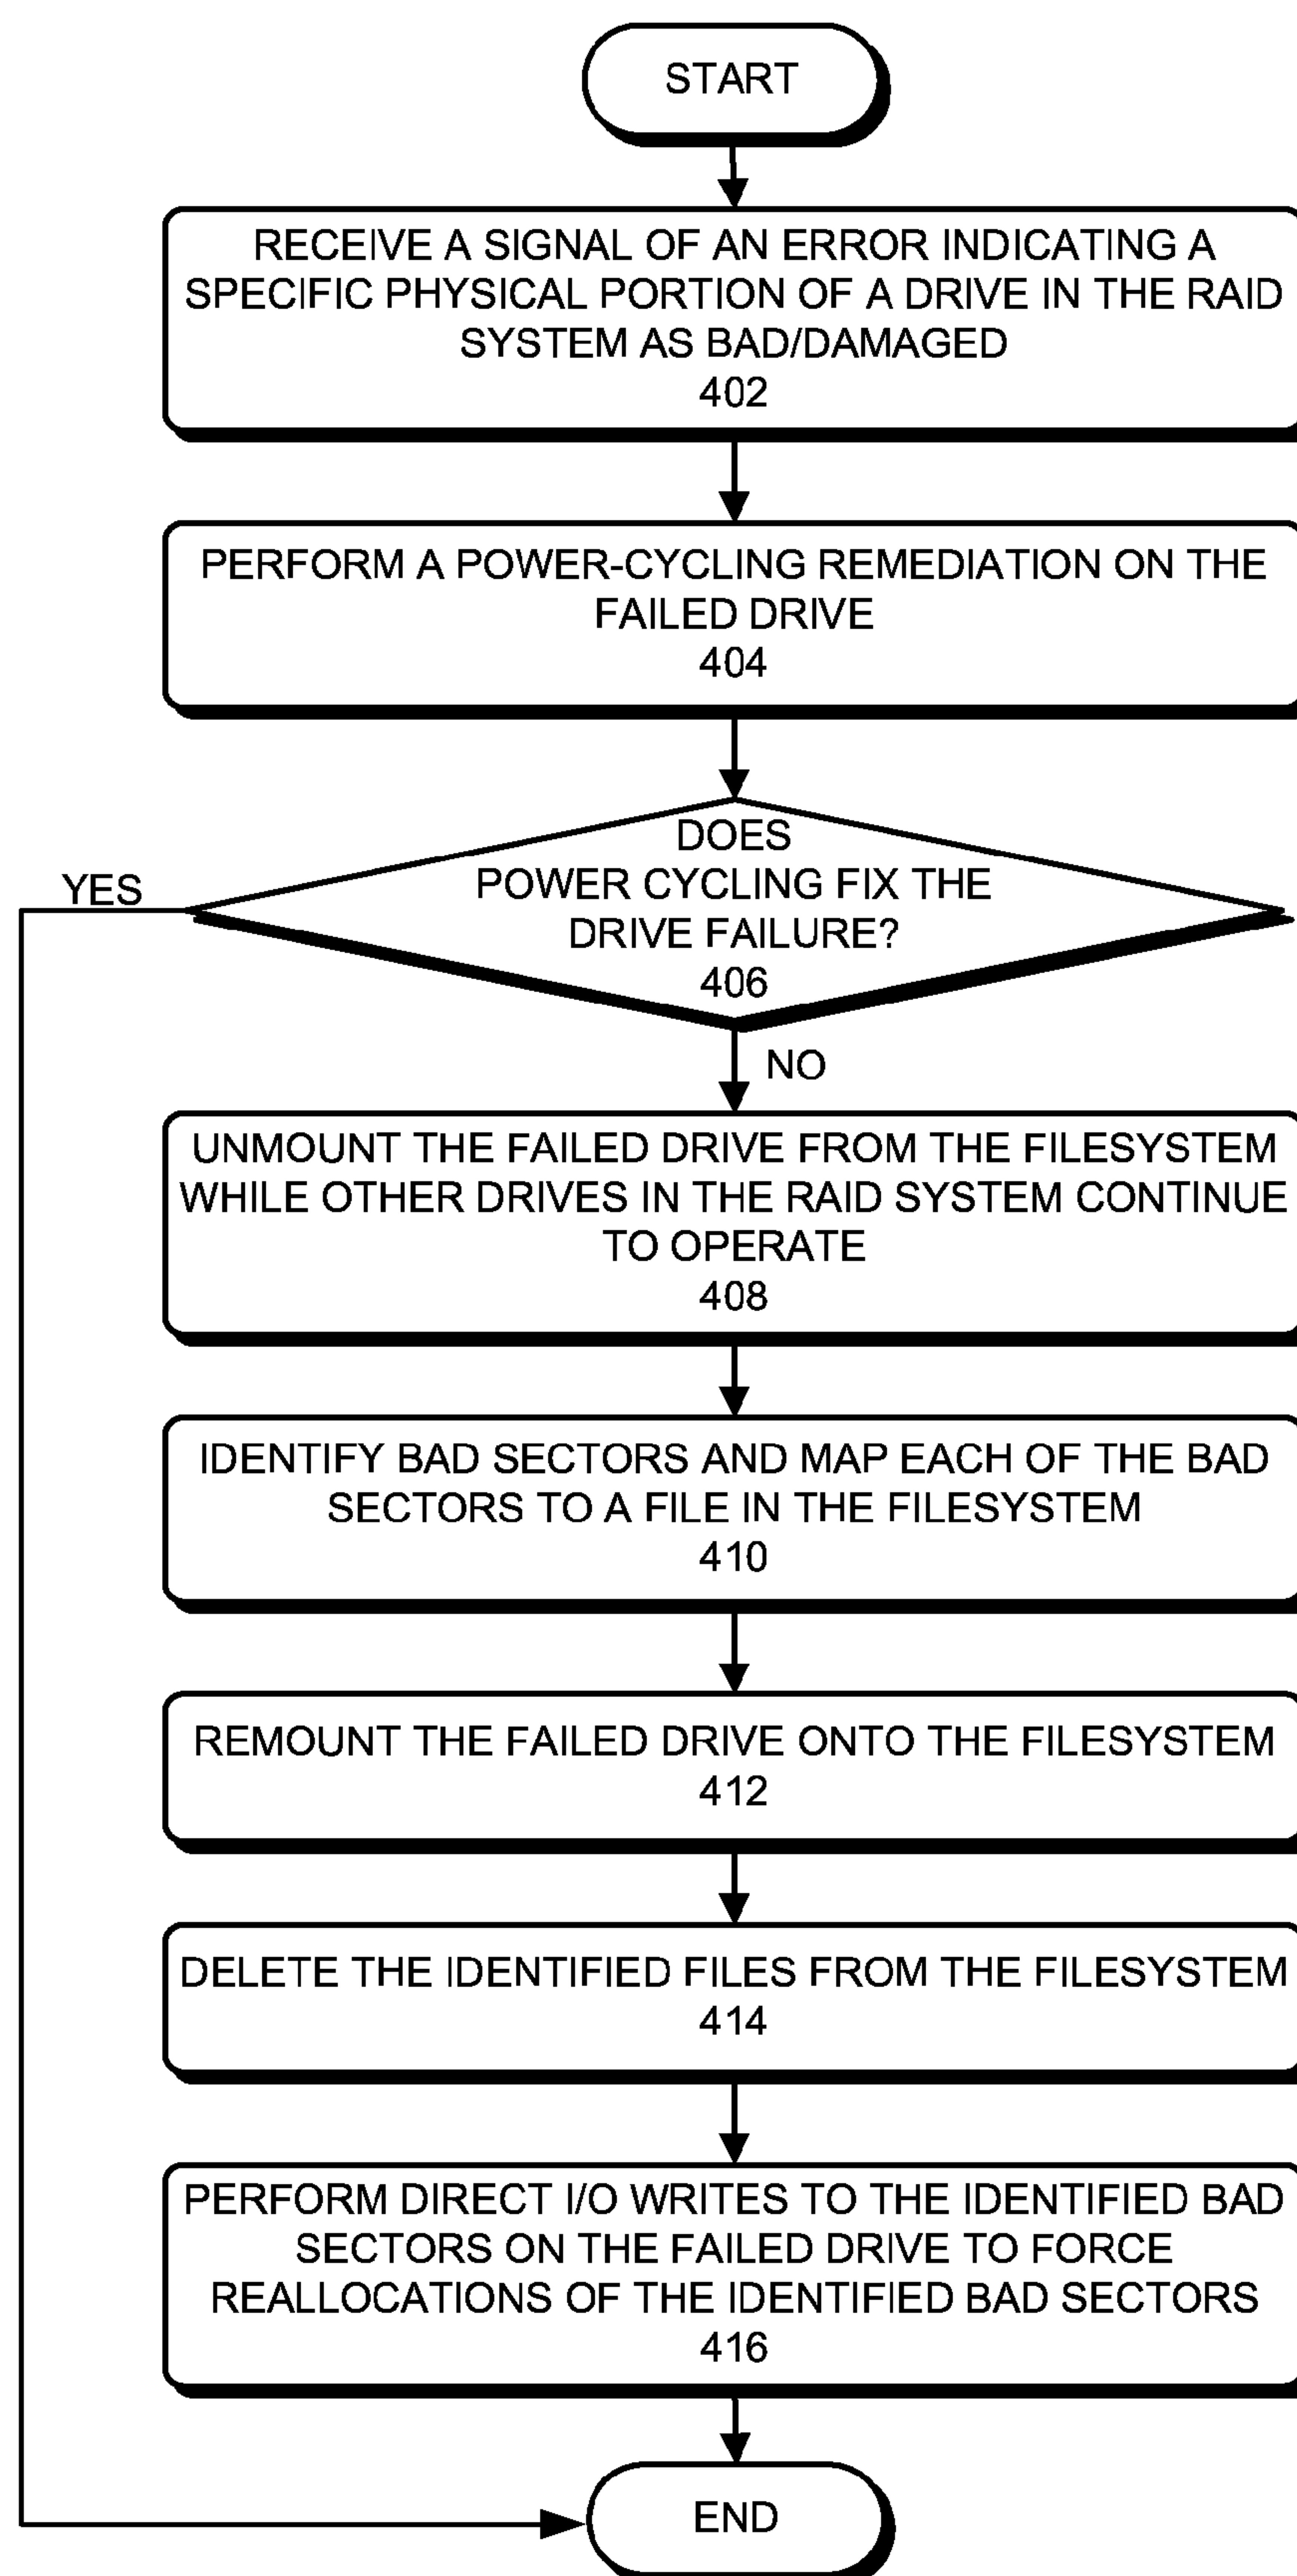 START
RECEIVE A SIGNAL OF AN ERROR INDICATING A
SPECIFIC PHYSICAL PORTION OF A DRIVE IN THE RAID
SYSTEM AS BAD/DAMAGED
402
PERFORM A POWER-CYCLING REMEDIATION ON THE
FAILED DRIVE
404
DOES
POWER CYCLING FIX THE
DRIVE FAILURE?
406
YES
NO
UNMOUNT THE FAILED DRIVE FROM THE FILESYSTEM
WHILE OTHER DRIVES IN THE RAID SYSTEM CONTINUE
TO OPERATE
408
IDENTIFY BAD SECTORS AND MAP EACH OF THE BAD
SECTORS TO A FILE IN THE FILESYSTEM
410
REMOUNT THE FAILED DRIVE ONTO THE FILESYSTEM
412
DELETE THE IDENTIFIED FILES FROM THE FILESYSTEM
414
PERFORM DIRECT I/O WRITES TO THE IDENTIFIED BAD
SECTORS ON THE FAILED DRIVE TO FORCE
REALLOCATIONS OF THE IDENTIFIED BAD SECTORS
416
END